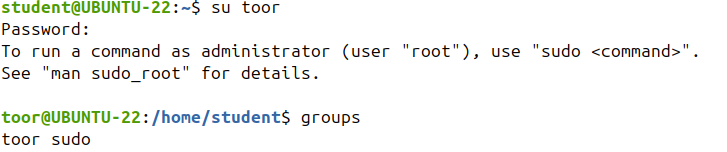 student@UBUNTU-22:~$ su toor
Password:
To run a command as administrator (user "root"), use "sudo <command>".
See "man sudo_root" for details.
toor@UBUNTU-22:/home/student$ groups
toor sudo